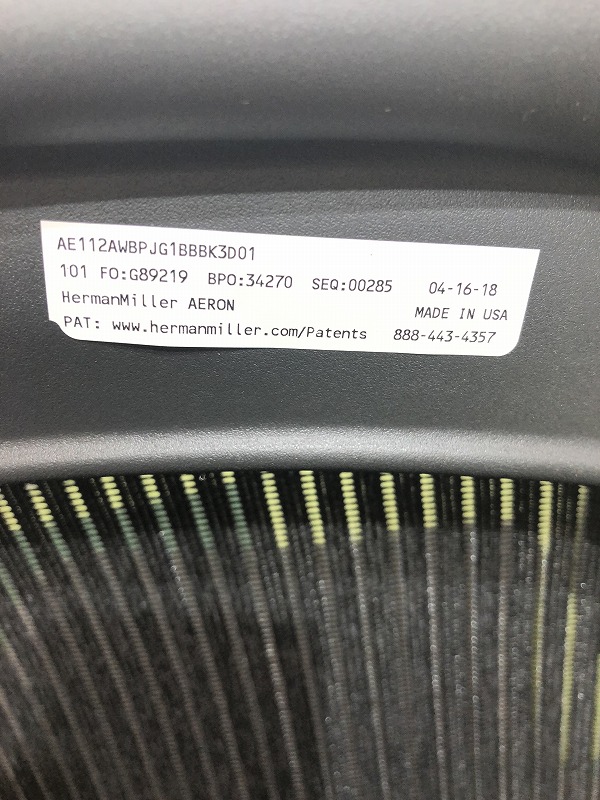 AE112AWBPJG1BBBK3D01
101 FO:G89219 BPO:34270 SEQ:00285 04-16-18
HermanMiller AERON MADE IN USA
PAT: www.hermanmiller.com/Patents 888-443-4357